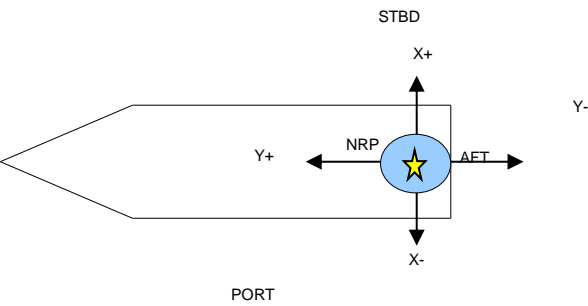 STBD
X+
Y-
NRP
Y+
AFT
X-
PORT